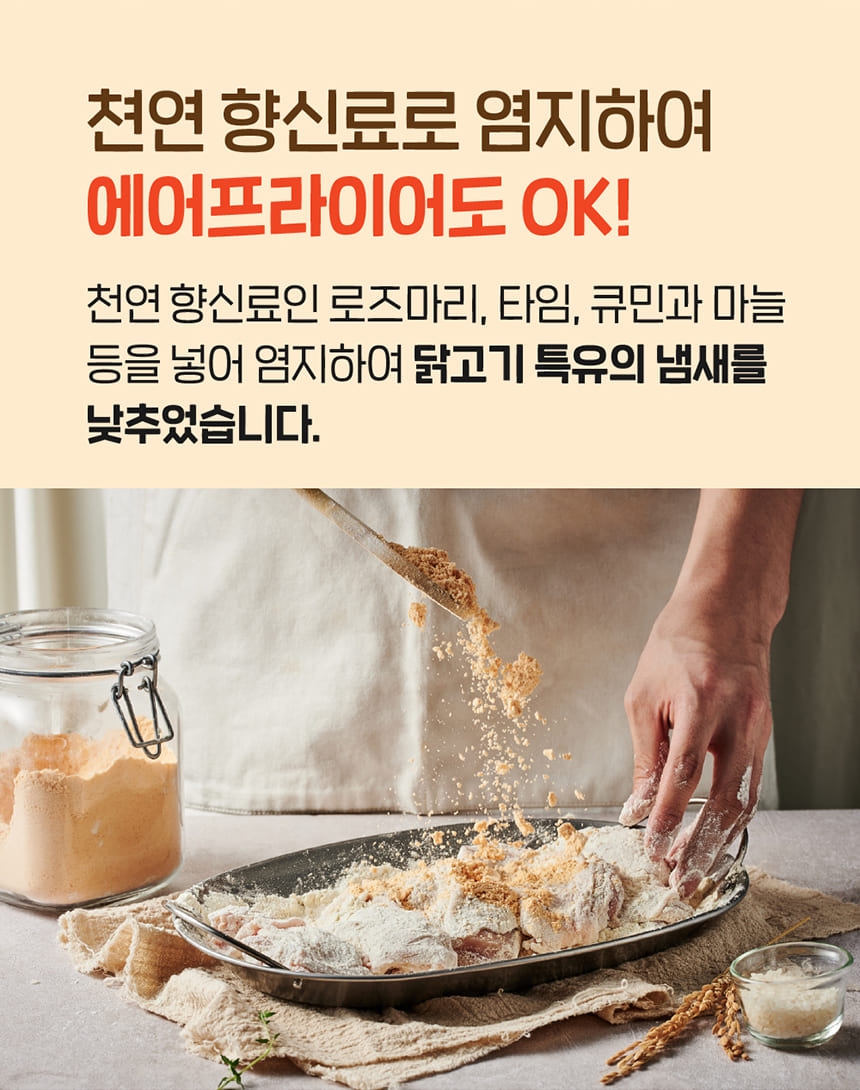 천연 향신료로 염지하여
에어프라이어도 OK!
천연 향신료인 로즈마리, 타임, 큐민과 마늘
등을 넣어 염지하여 닭고기 특유의 냄새를
낮추었습니다.